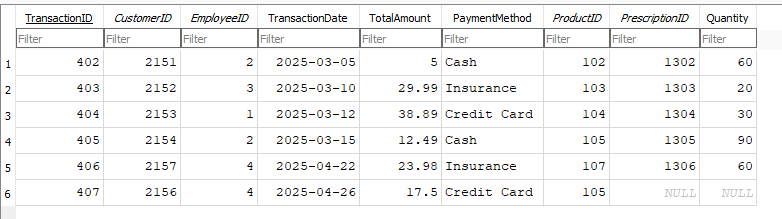 TransactionID CustomerID EmployeeID TransactionDate TotalAmount PaymentMethod ProductID PrescriptionID Quantity
Filter Filter Filter Filter Filter Filter Filter Filter Filter
1 402 2151 2 2025-03-05 5 Cash 102 1302 60
2 403 2152 3 2025-03-10 29.99 Insurance 103 1303 20
3 404 2153 1 2025-03-12 38.89 Credit Card 104 1304 30
4 405 2154 2 2025-03-15 12.49 Cash 105 1305 90
5 406 2157 4 2025-04-22 23.98 Insurance 107 1306 60
6 407 2156 4 2025-04-26 17.5 Credit Card 105 NULL NULL